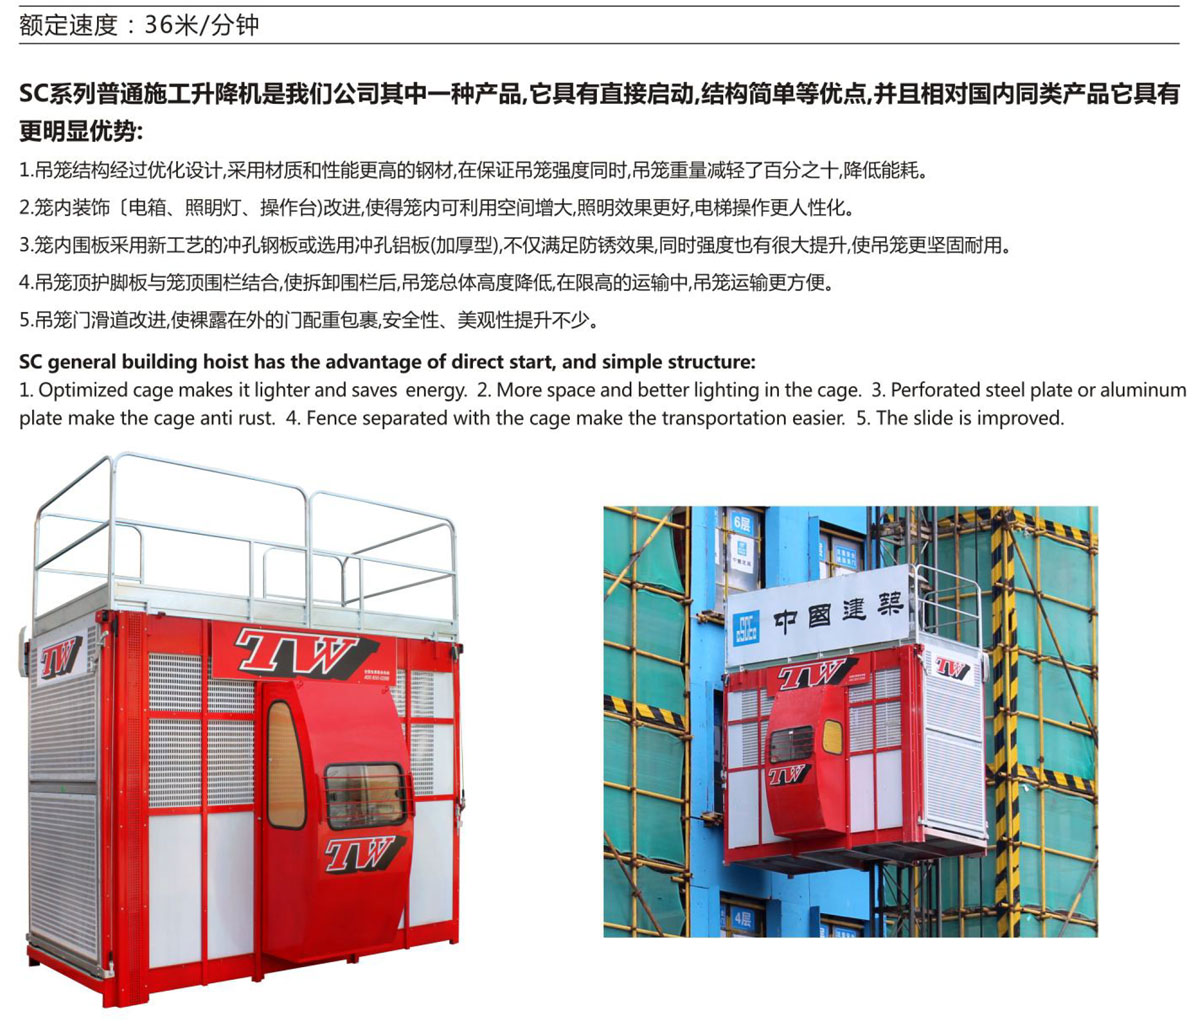 额定速度：36米/分钟
SC系列普通施工升降机是我们公司其中一种产品,它具有直接启动,结构简单等优点,并且相对国内同类产品它具有
更明显优势:
1.吊笼结构经过优化设计,采用材质和性能更高的钢材,在保证吊笼强度同时,吊笼重量减轻了百分之十,降低能耗。
2.笼内装饰〔电箱、照明灯、操作台)改进,使得笼内可利用空间增大,照明效果更好,电梯操作更人性化。
3.笼内围板采用新工艺的冲孔钢板或选用冲孔铝板(加厚型),不仅满足防锈效果,同时强度也有很大提升,使吊笼更坚固耐用。
4.吊笼顶护脚板与笼顶围栏结合,使拆卸围栏后,吊笼总体高度降低,在限高的运输中,吊笼运输更方便。
5.吊笼门滑道改进,使裸露在外的门配重包裹,安全性、美观性提升不少。
SC general building hoist has the advantage of direct start, and simple structure:
1. Optimized cage makes it lighter and saves energy. 2. More space and better lighting in the cage. 3. Perforated steel plate or aluminum
plate make the cage anti rust. 4. Fence separated with the cage make the transportation easier. 5. The slide is improved.
TW
TW
TW
6层
中國建築
TW
TW
TW
4层